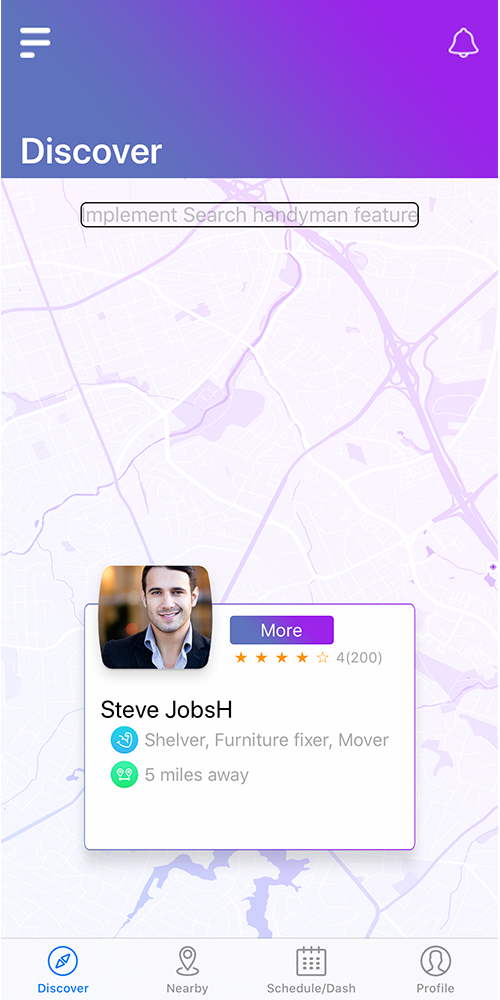 Discover
Implement Search handyman feature
More
★ ★ ★ ★ ☆ 4(200)
Steve JobsH
Shelver, Furniture fixer, Mover
5 miles away
Discover Nearby Schedule/Dash Profile